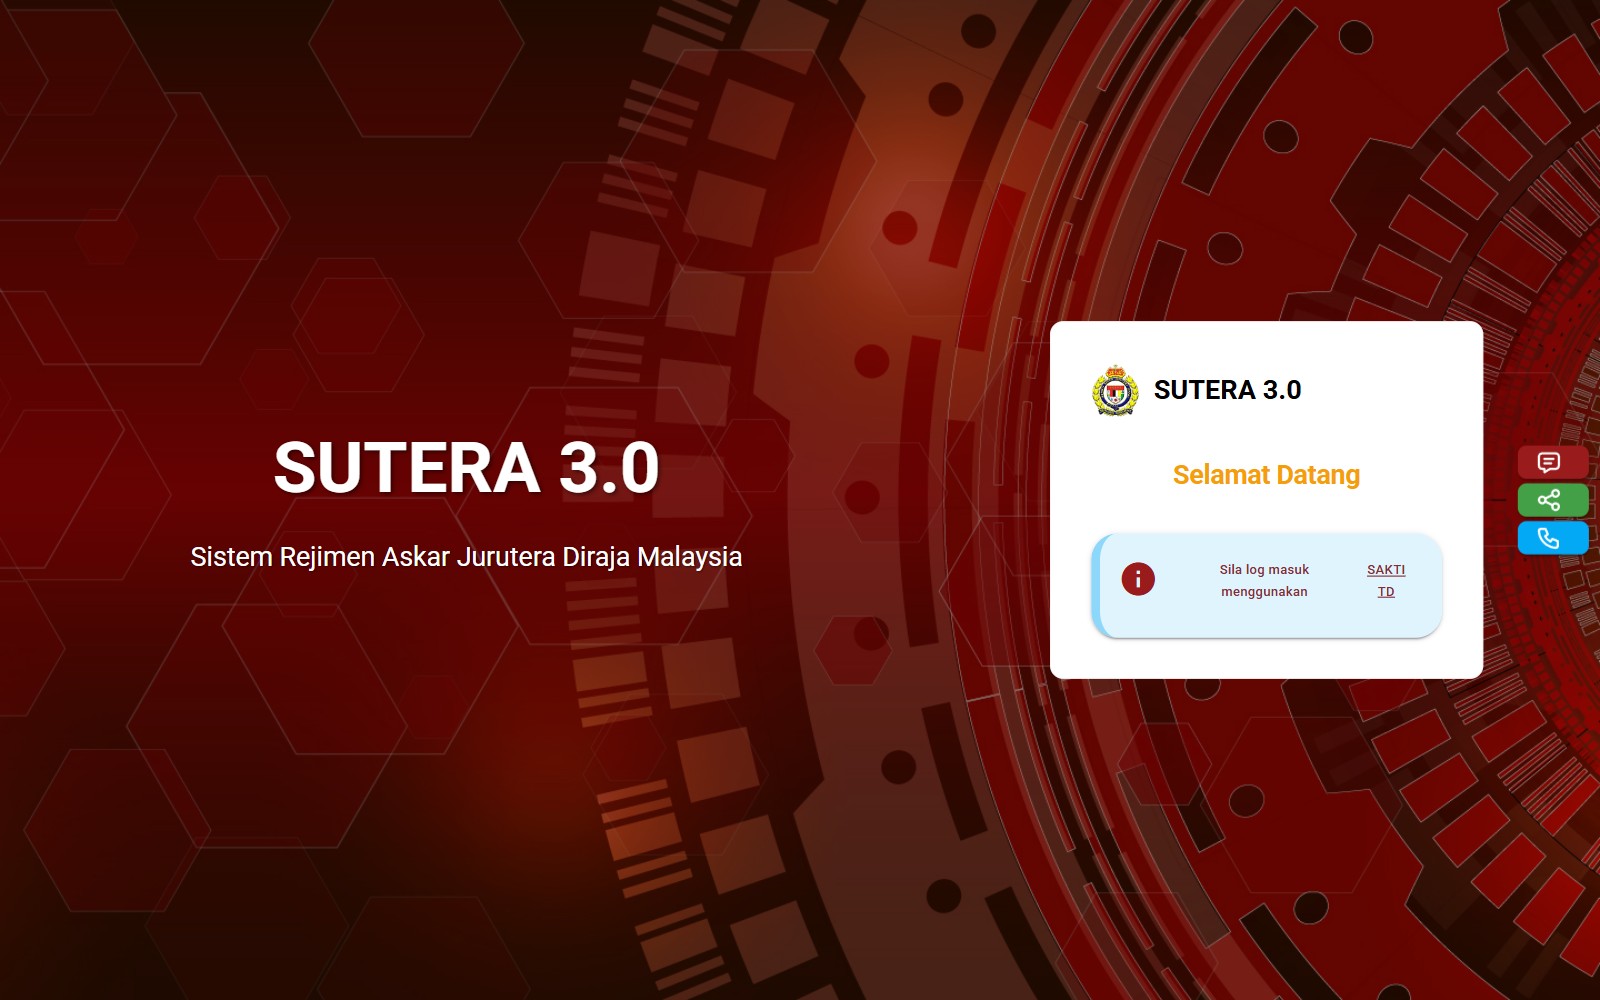 SUTERA 3.0
Sistem Rejimen Askar Jurutera Diraja Malaysia
SUTERA 3.0
Selamat Datang
Sila log masuk menggunakan
SAKTI TD